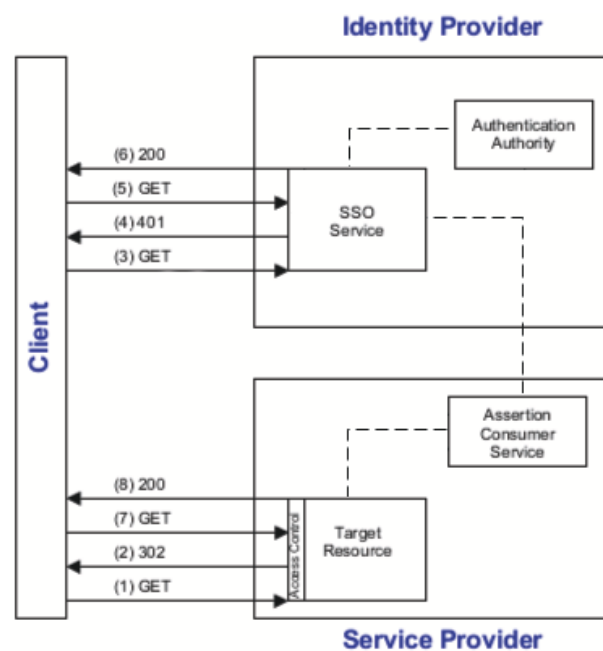 Identity Provider
Authentication
Authority
(6) 200
(5) GET
(4) 401
(3) GET
SSO
Service
Client
Assertion
Consumer
Service
(8) 200
(7) GET
(2) 302
(1) GET
Access Control
Target
Resource
Service Provider